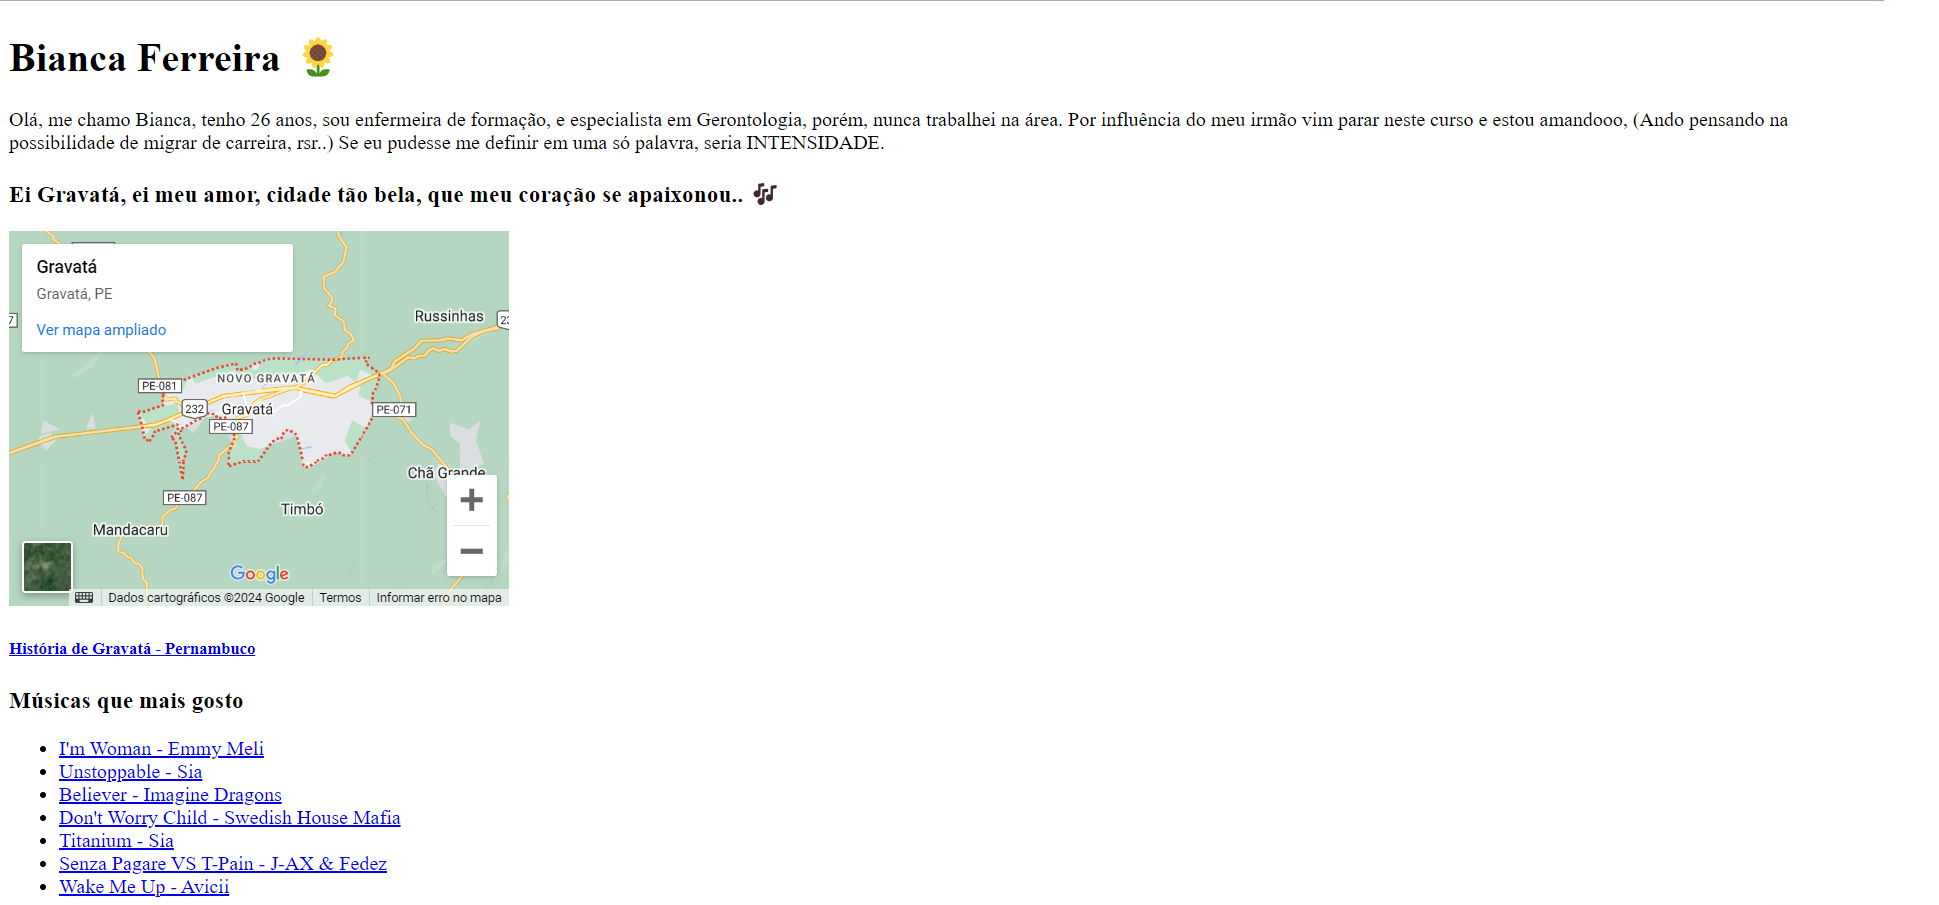 Bianca Ferreira 🌻
Olá, me chamo Bianca, tenho 26 anos, sou enfermeira de formação, e especialista em Gerontologia, porém, nunca trabalhei na área. Por influência do meu irmão vim parar neste curso e estou amandooo, (Ando pensando na
possibilidade de migrar de carreira, rsr..) Se eu pudesse me definir em uma só palavra, seria INTENSIDADE.
Ei Gravatá, ei meu amor, cidade tão bela, que meu coração se apaixonou.. 🎶
Gravatá
Gravatá, PE
Ver mapa ampliado
Russinhas
NOVO GRAVATÁ
PE-081
232
Gravatá
PE-071
PE-087
Chã Grande
PE-087
Timbó
Mandacaru
Google
Dados cartográficos ©2024 Google
Termos
Informar erro no mapa
História de Gravatá - Pernambuco
Músicas que mais gosto
I'm Woman - Emmy Meli
Unstoppable - Sia
Believer - Imagine Dragons
Don't Worry Child - Swedish House Mafia
Titanium - Sia
Senza Pagare VS T-Pain - J-AX & Fedez
Wake Me Up - Avicii